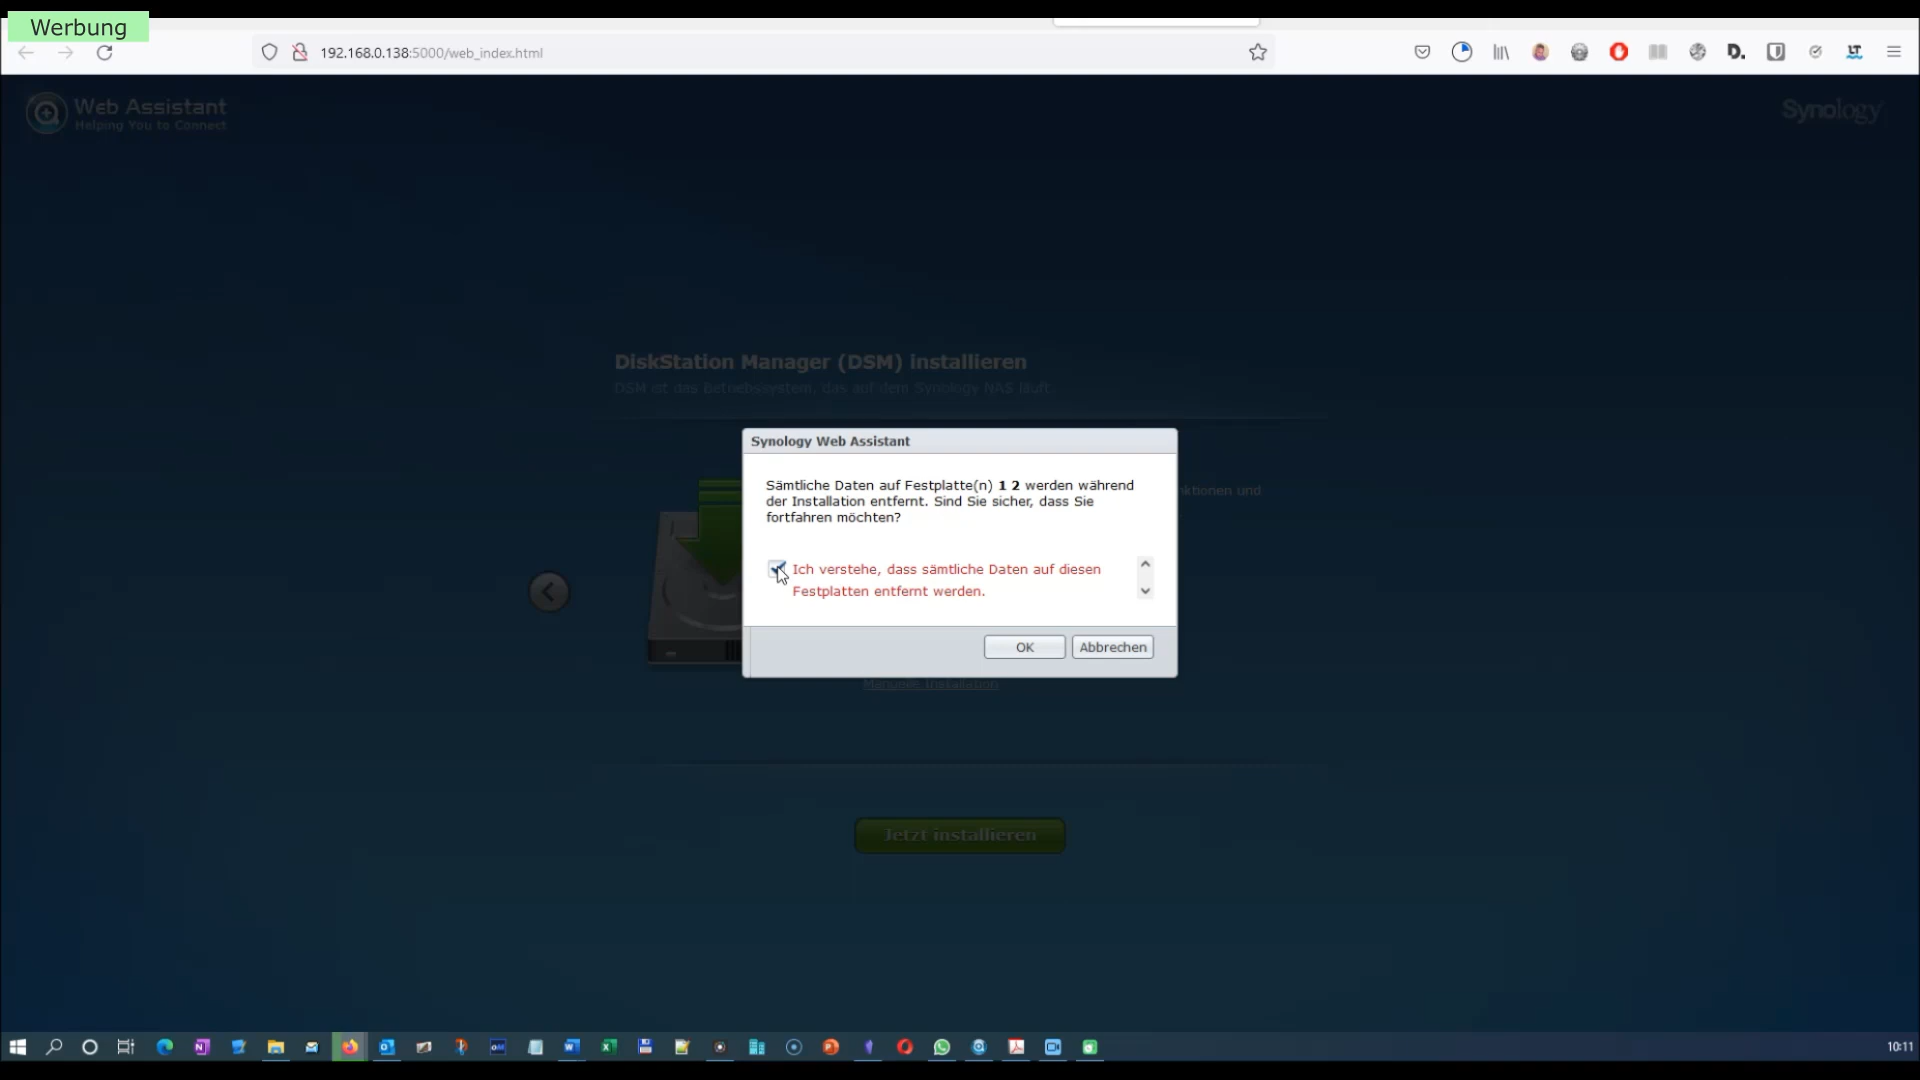 Werbung
192.168.0.138:5000/web_index.html
Web Assistant
Helping You to Connect
Synology
DiskStation Manager (DSM) installieren
DSM ist das Betriebssystem, das auf dem Synology NAS läuft
Synology Web Assistant
Sämtliche Daten auf Festplatte(n) 1 2 werden während
der Installation entfernt. Sind Sie sicher, dass Sie
fortfahren möchten?
nktionen und
Ich verstehe, dass sämtliche Daten auf diesen
Festplatten entfernt werden.
OK
Abbrechen
Manuelle Installation
Jetzt installieren
10:11